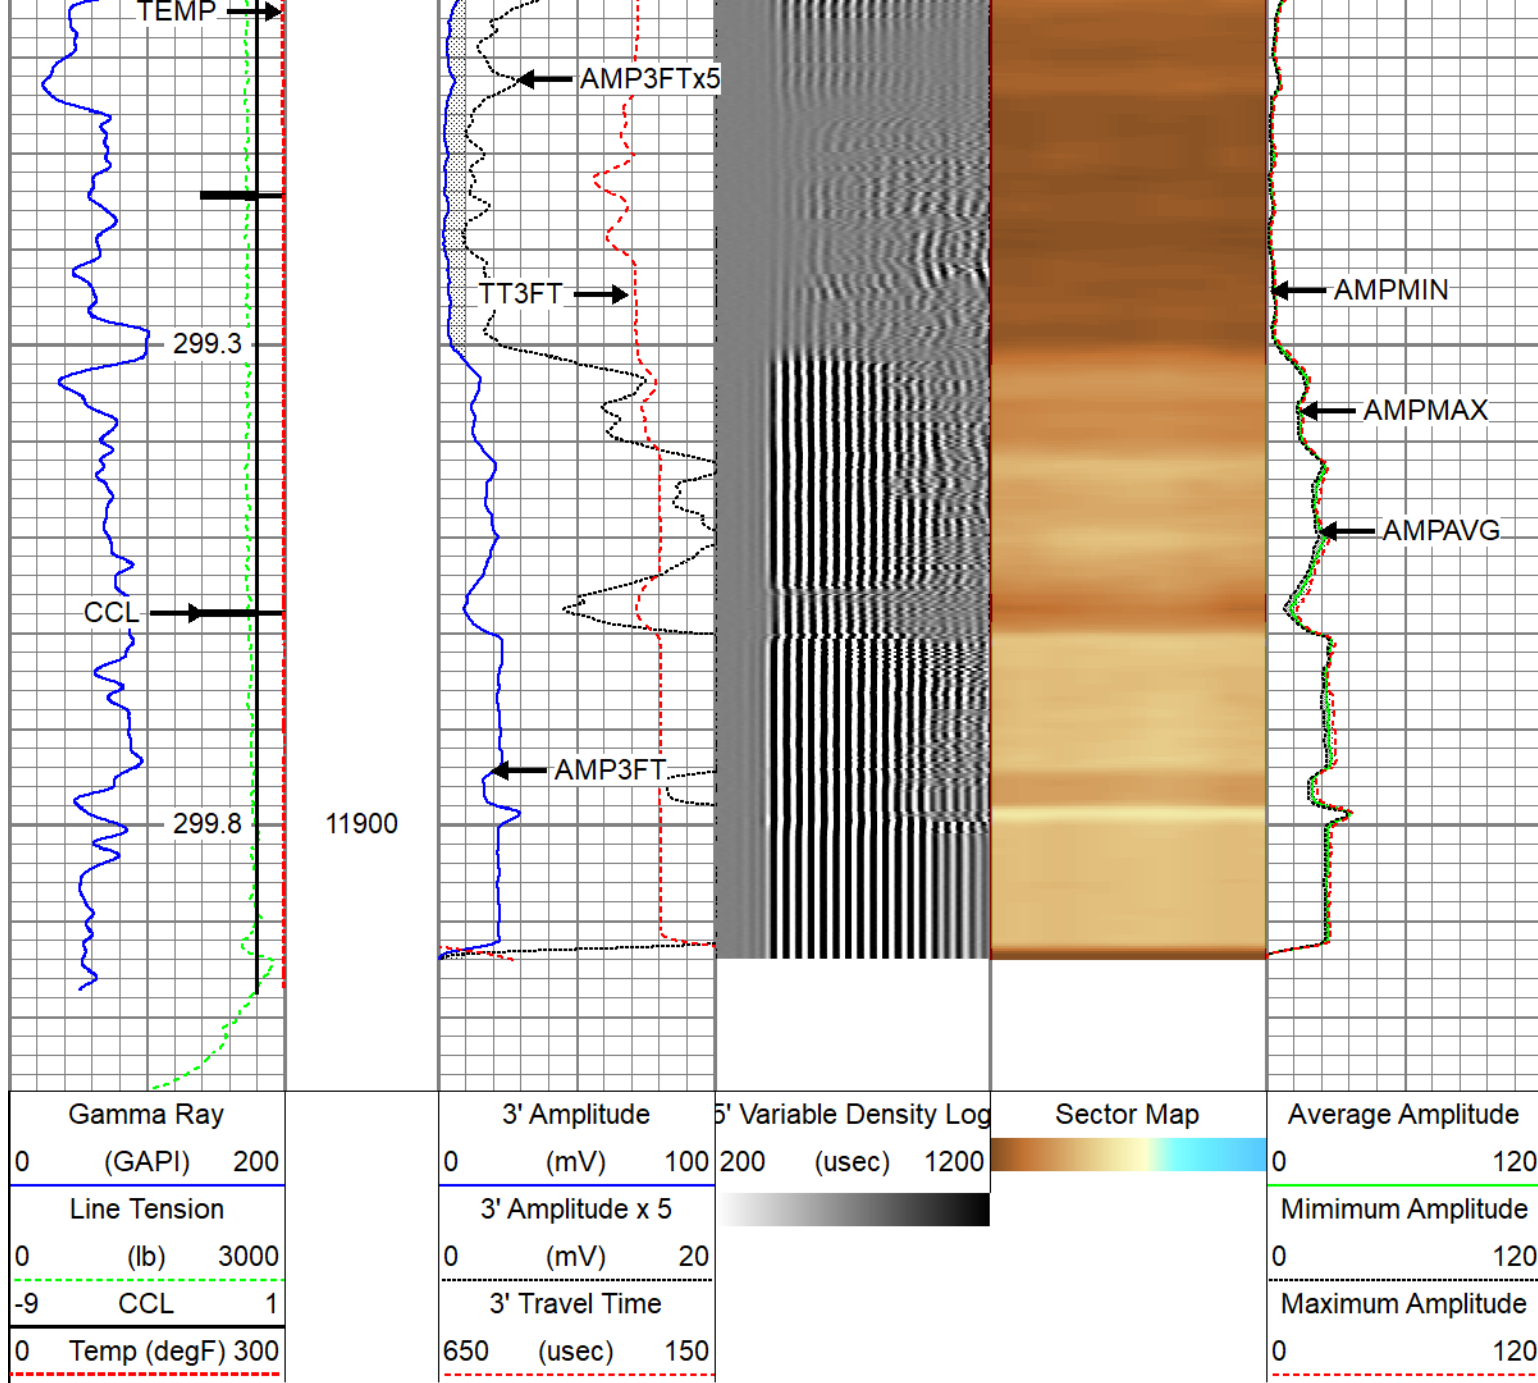 TEMP
AMP3FTx5
TT3FT
AMPMIN
299.3
AMPMAX
AMPAVG
CCL
AMP3FT
299.8
11900
Gamma Ray
0 (GAPI) 200
Line Tension
0 (lb) 3000
-9 CCL 1
0 Temp (degF) 300
3' Amplitude
0 (mV) 100
3' Amplitude x 5
0 (mV) 20
3' Travel Time
650 (usec) 150
5' Variable Density Log
200 (usec) 1200
Sector Map
Average Amplitude
0 120
Mimimum Amplitude
0 120
Maximum Amplitude
0 120